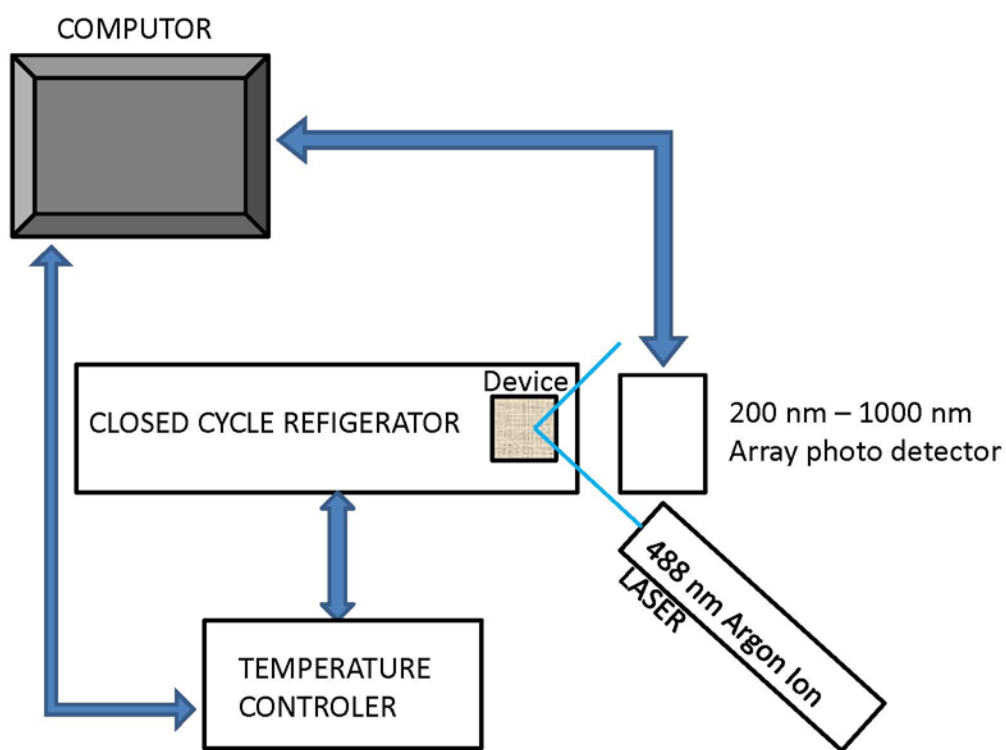 COMPUTOR
Device
CLOSED CYCLE REFIGERATOR
200 nm – 1000 nm
Array photo detector
488 nm Argon Ion
LASER
TEMPERATURE
CONTROLER